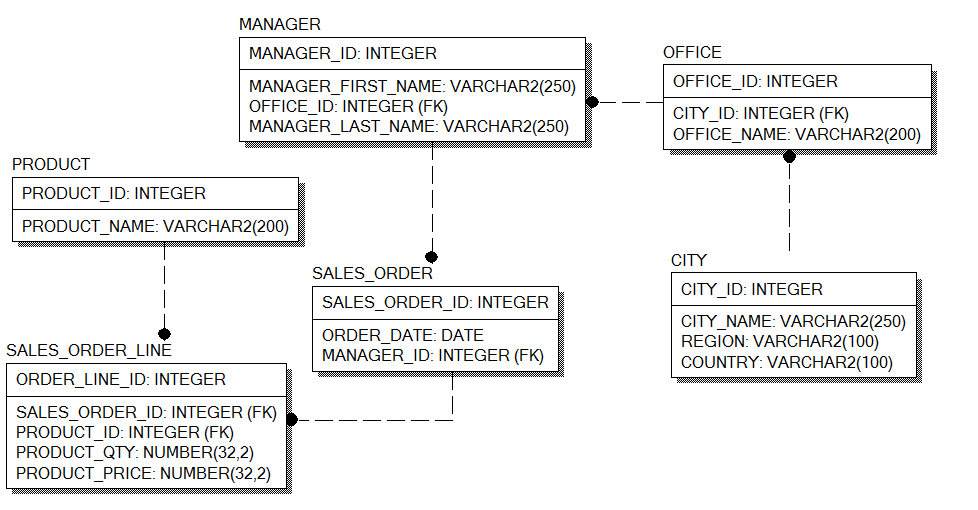 MANAGER
MANAGER_ID: INTEGER
MANAGER_FIRST_NAME: VARCHAR2(250)
OFFICE_ID: INTEGER (FK)
MANAGER_LAST_NAME: VARCHAR2(250)
OFFICE
OFFICE_ID: INTEGER
CITY_ID: INTEGER (FK)
OFFICE_NAME: VARCHAR2(200)
PRODUCT
PRODUCT_ID: INTEGER
PRODUCT_NAME: VARCHAR2(200)
SALES_ORDER
SALES_ORDER_ID: INTEGER
ORDER_DATE: DATE
MANAGER_ID: INTEGER (FK)
CITY
CITY_ID: INTEGER
CITY_NAME: VARCHAR2(250)
REGION: VARCHAR2(100)
COUNTRY: VARCHAR2(100)
SALES_ORDER_LINE
ORDER_LINE_ID: INTEGER
SALES_ORDER_ID: INTEGER (FK)
PRODUCT_ID: INTEGER (FK)
PRODUCT_QTY: NUMBER(32,2)
PRODUCT_PRICE: NUMBER(32,2)